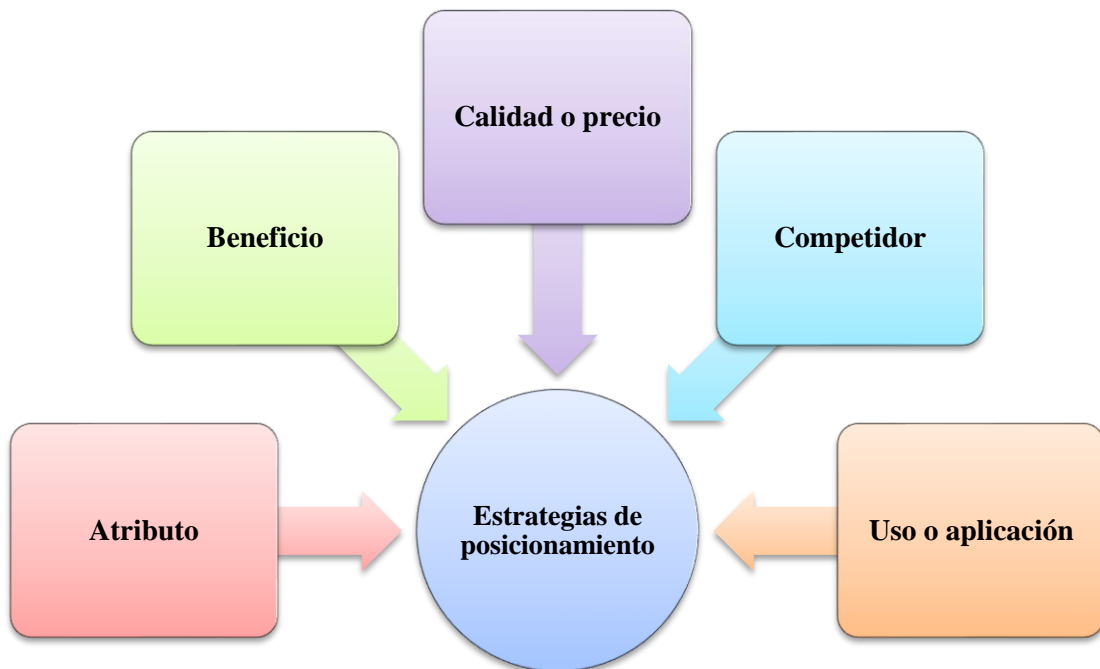 Calidad o precio
Beneficio
Competidor
Atributo
Estrategias de
posicionamiento
Uso o aplicación